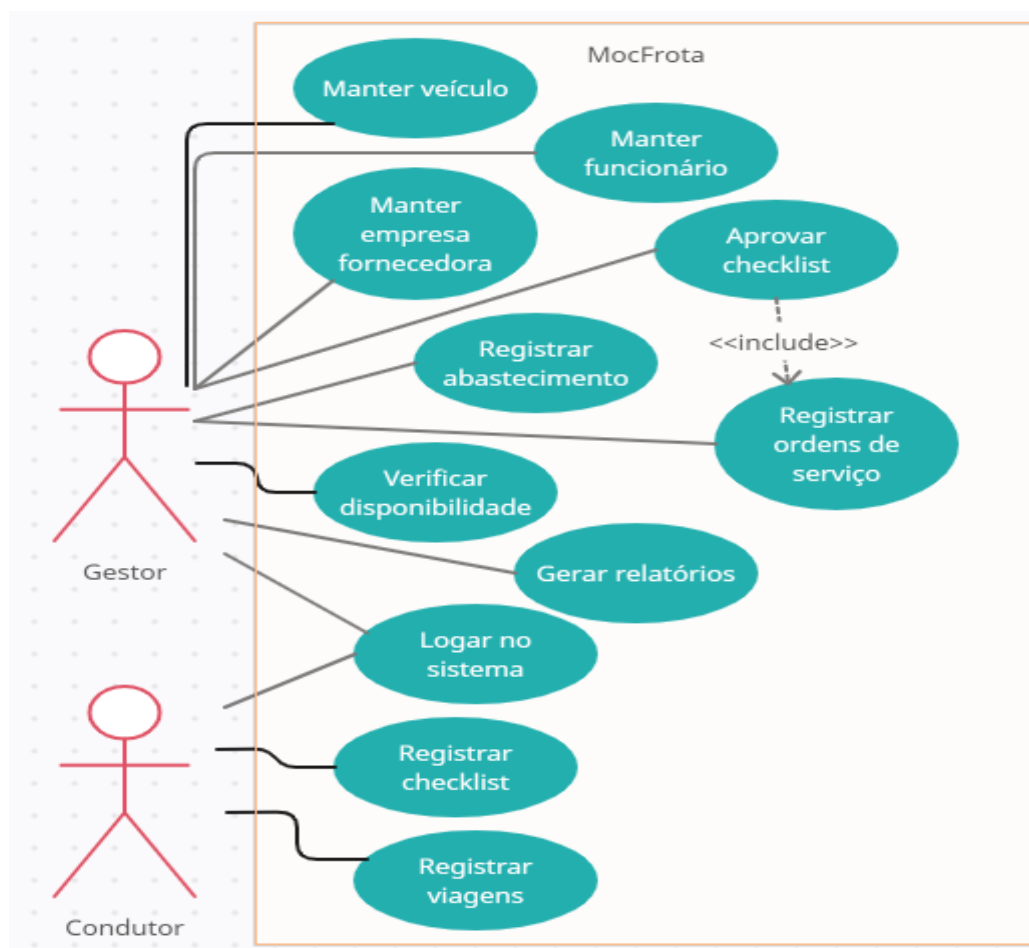 MocFrota
Manter veículo
Manter
funcionário
Manter
empresa
fornecedora
Aprovar
checklist
<<include>>
Registrar
abastecimento
Registrar
ordens de
serviço
Verificar
disponibilidade
Gestor
Gerar relatórios
Logar no
sistema
Registrar
checklist
Registrar
viagens
Condutor